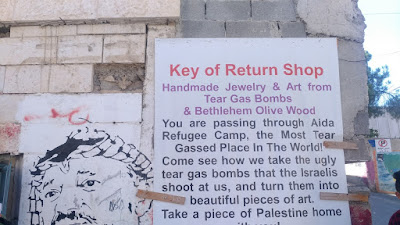 Key of Return Shop
Handmade Jewelry & Art from
Tear Gas Bombs
& Bethlehem Olive Wood
You are passing through Aida
Refugee Camp, the Most Tear
Gassed Place In The World!
Come see how we take the ugly
tear gas bombs that the Israelis
shoot at us, and turn them into
beautiful pieces of art.
Take a piece of Palestine home